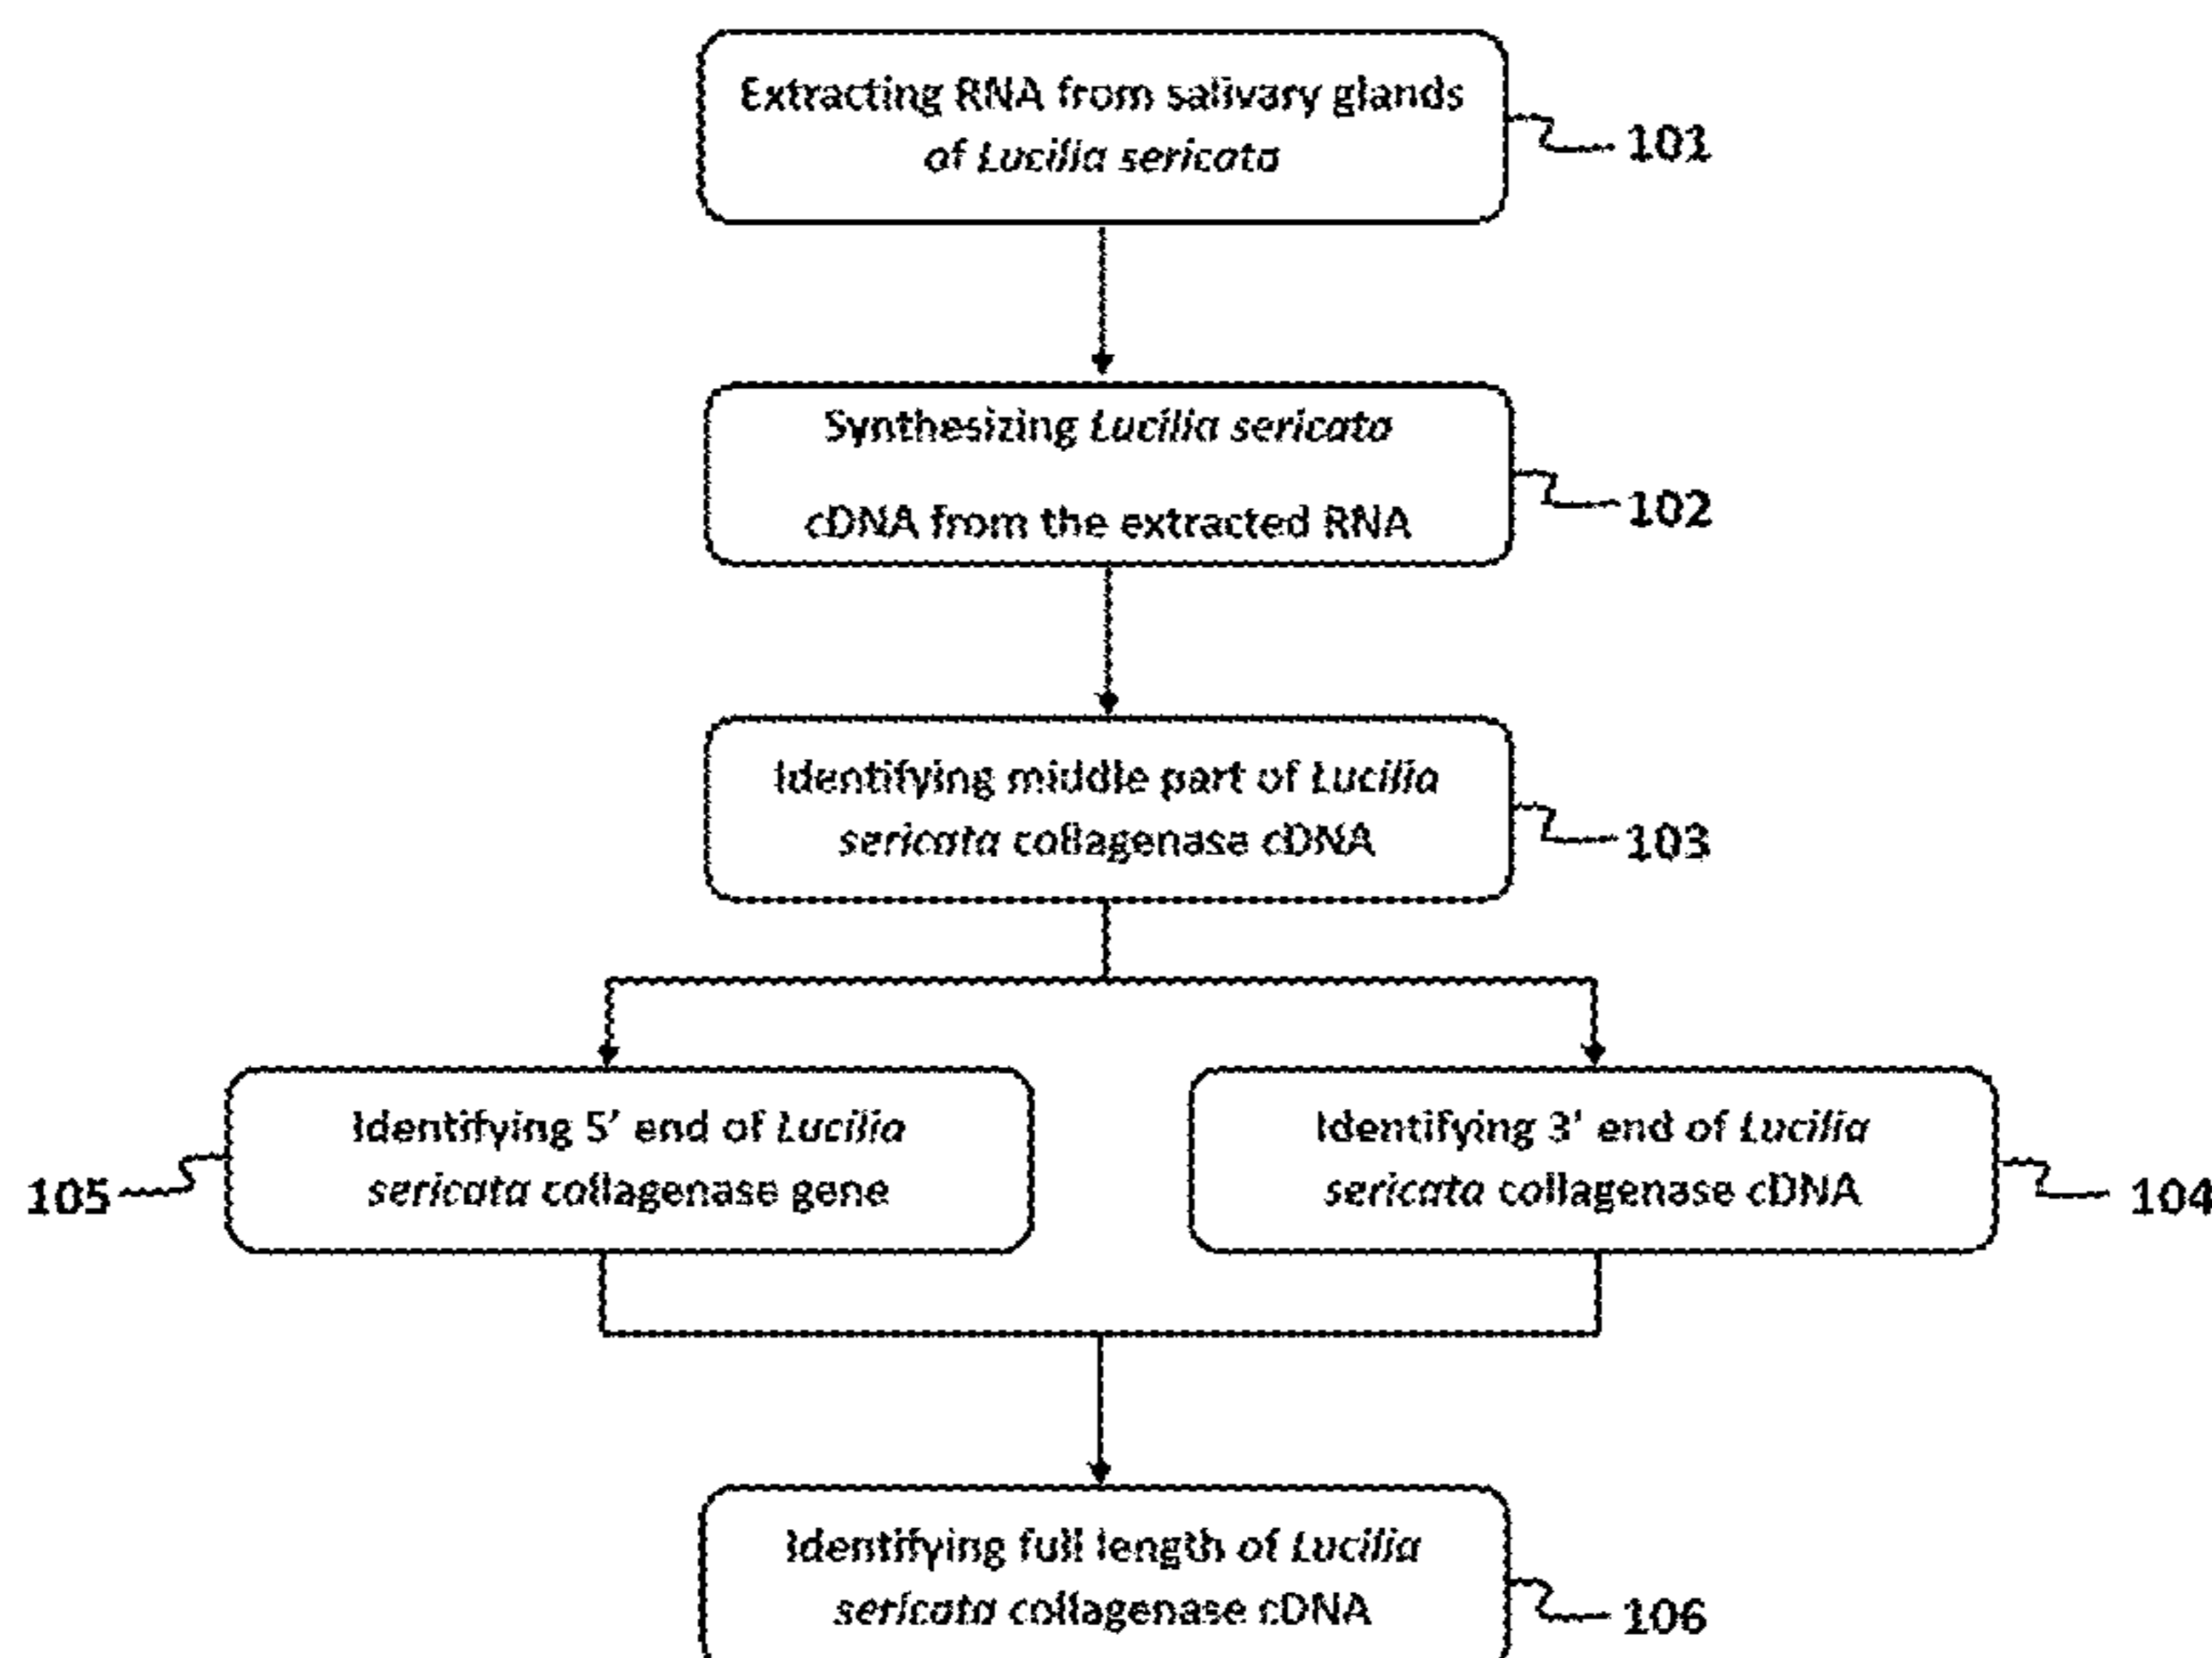 Extracting RNA from salivary glands
of Lucilia sericata
101
Synthesizing Lucilia sericata
cDNA from the extracted RNA
102
Identifying middle part of Lucilia
sericata collagenase cDNA
103
105
Identifying 5' end of Lucilia
sericata collagenase gene
Identifying 3' end of Lucilia
sericata collagenase cDNA
104
Identifying full length of Lucilia
sericata collagenase cDNA
106